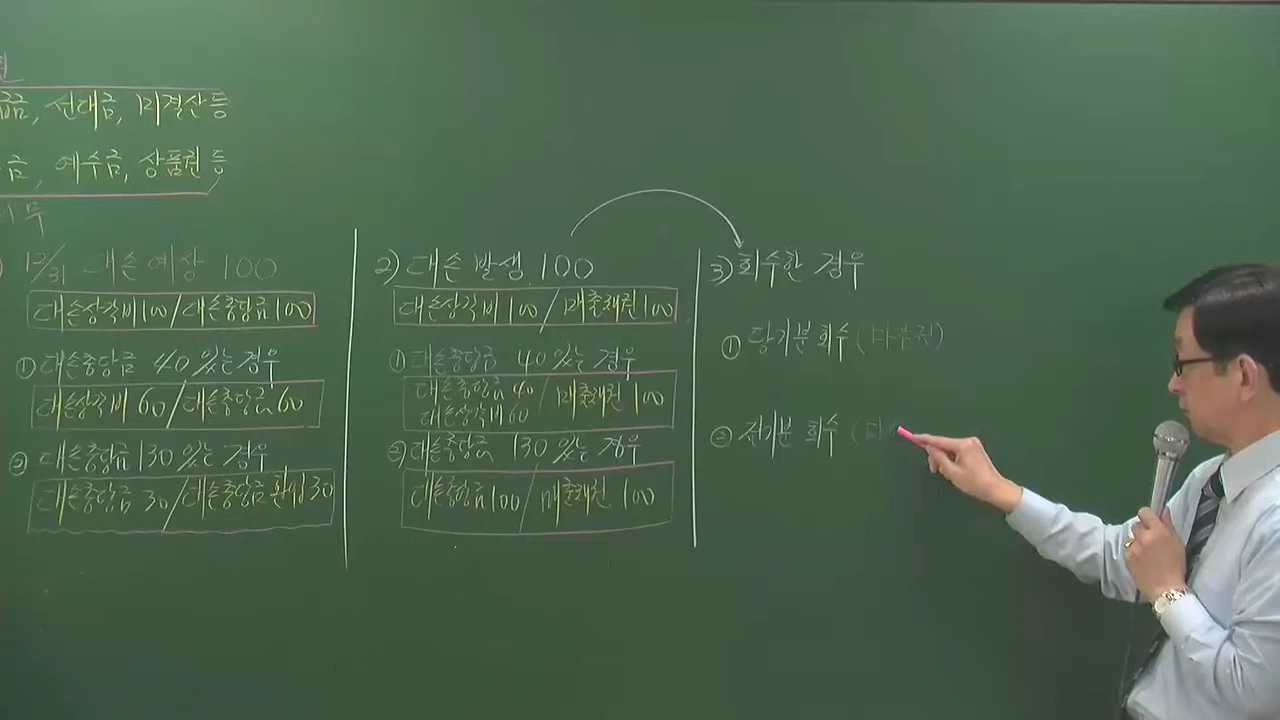 급금, 선대금, 미결산 등
금, 예수금, 상품권 등
12/31 대손 예상 100
대손상각비 100 / 대손충당금 100
① 대손충당금 40 있는 경우
대손상각비 60 / 대손충당금 60
② 대손충당금 130 있는 경우
대손충당금 30 / 대손충당금 환입 30
2) 대손 발생 100
대손상각비 100 / 매출채권 100
① 대손충당금 40 있는 경우
대손충당금 40 / 매출채권 100
대손상각비 60
② 대손충당금 130 있는 경우
대손충당금 100 / 매출채권 100
3) 회수한 경우
① 당기분 회수
② 전기분 회수